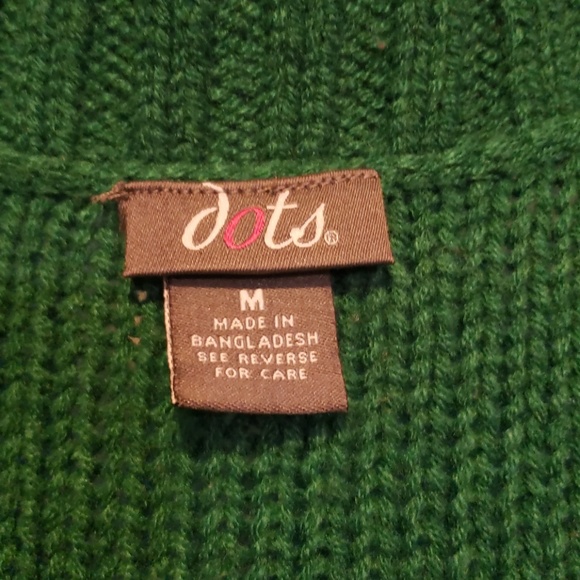 dots®
M
MADE IN
BANGLADESH
SEE REVERSE
FOR CARE